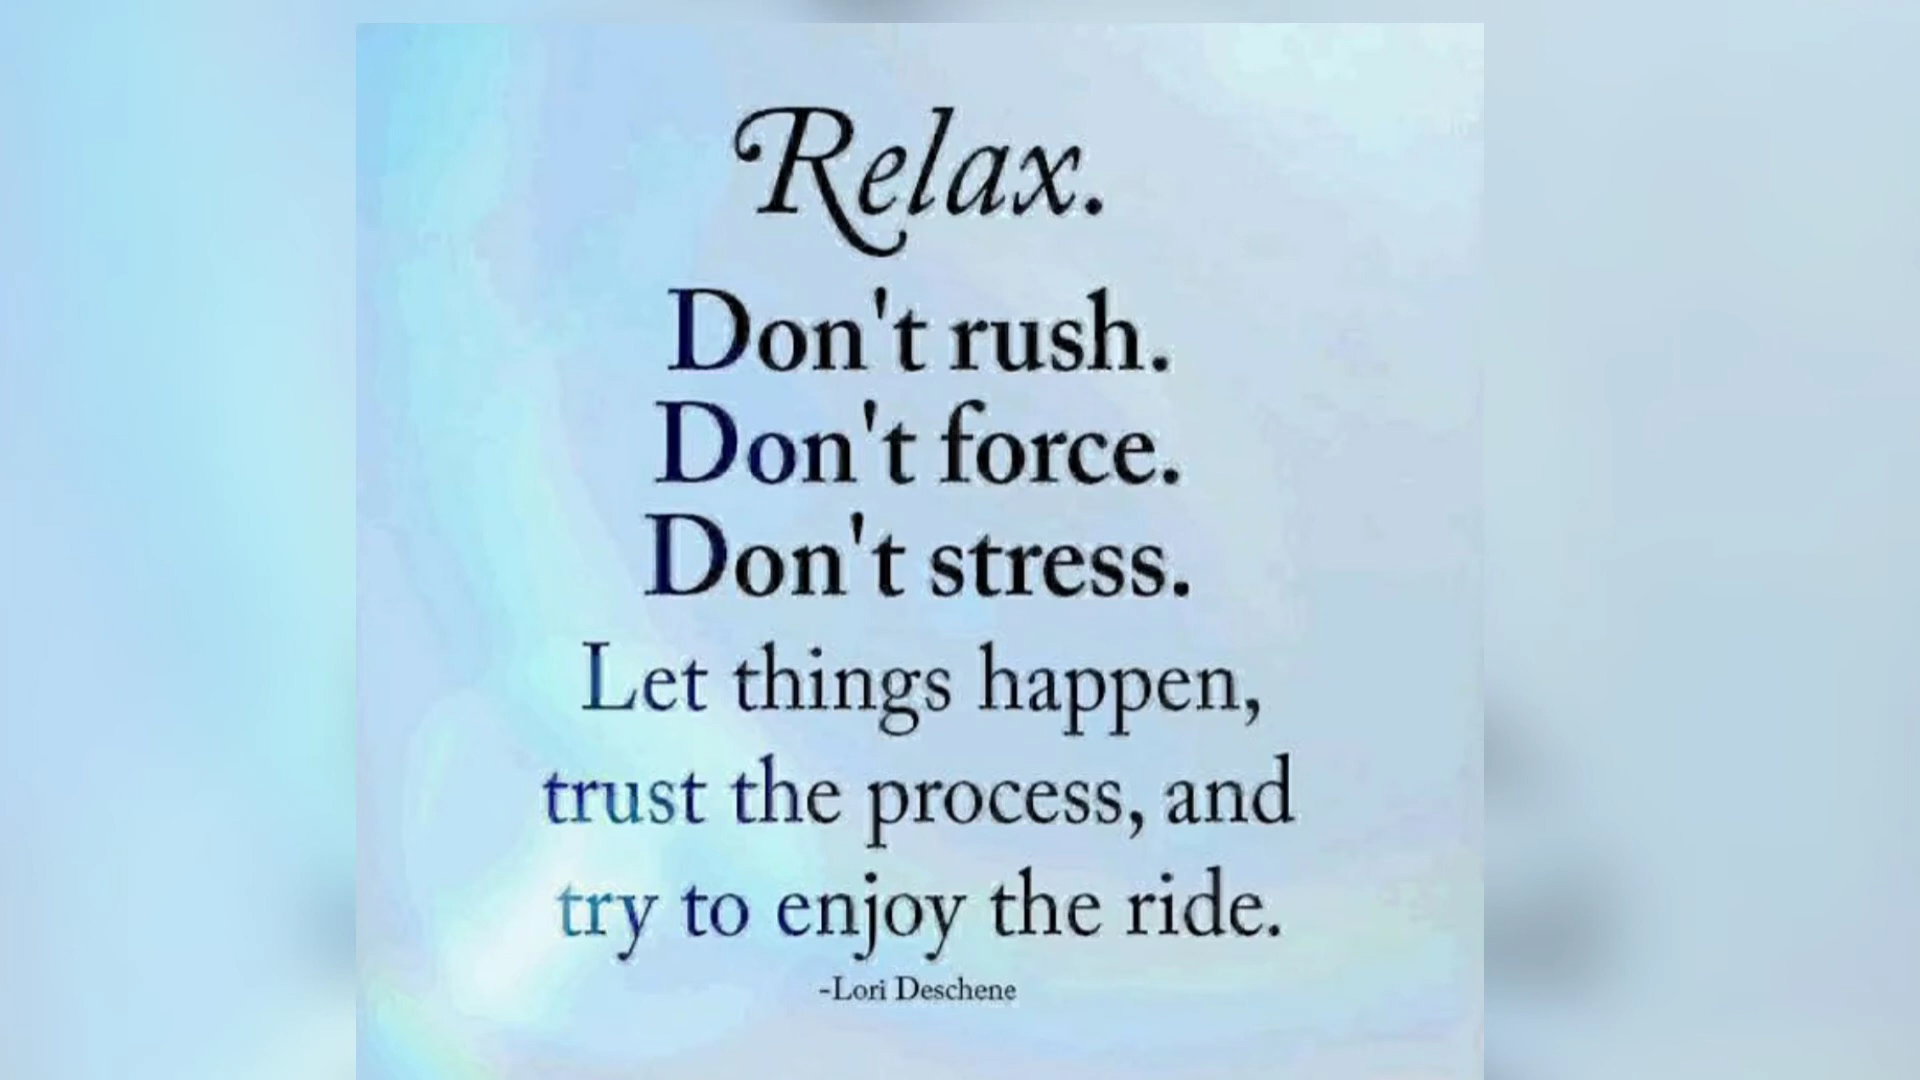 Relax.
Don't rush.
Don't force.
Don't stress.
Let things happen,
trust the process, and
try to enjoy the ride.
-Lori Deschene